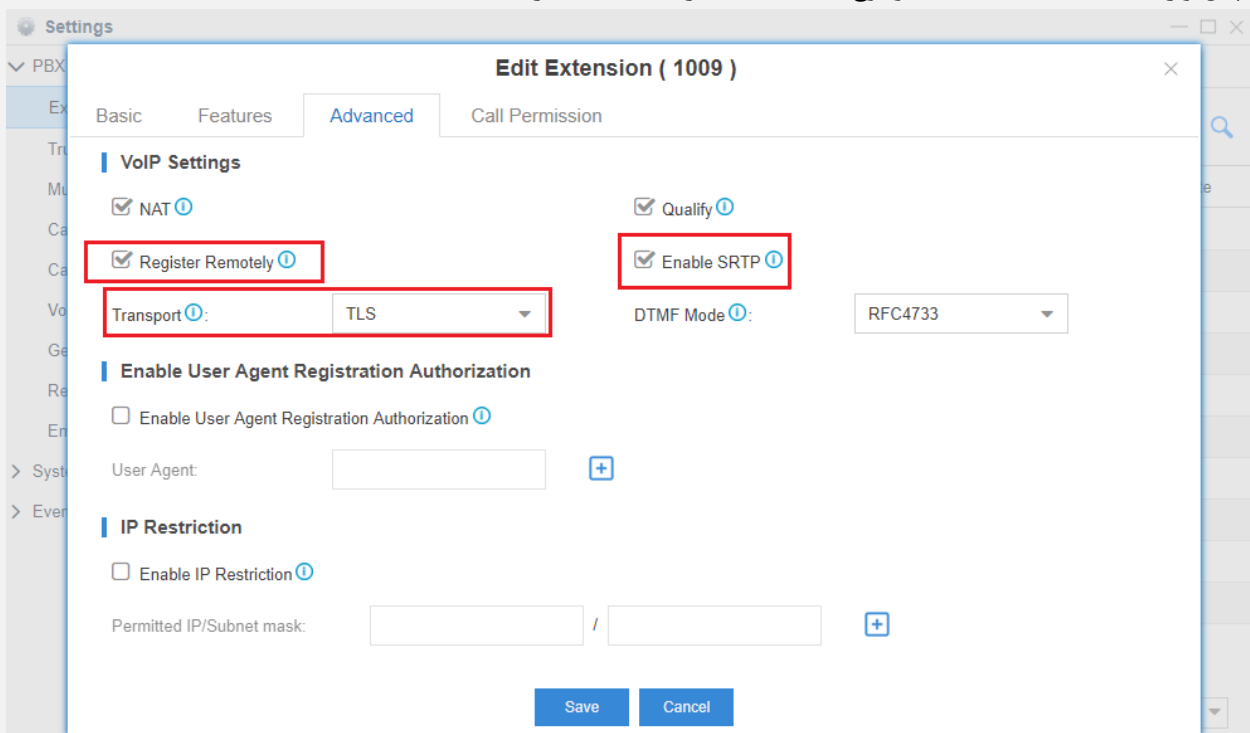 Settings
Edit Extension ( 1009 )
PBX
Basic Features Advanced Call Permission
VoIP Settings
NAT Qualify
Register Remotely Enable SRTP
Transport : TLS DTMF Mode : RFC4733
Enable User Agent Registration Authorization
Enable User Agent Registration Authorization
User Agent:
IP Restriction
Enable IP Restriction
Permitted IP/Subnet mask: /
Save Cancel